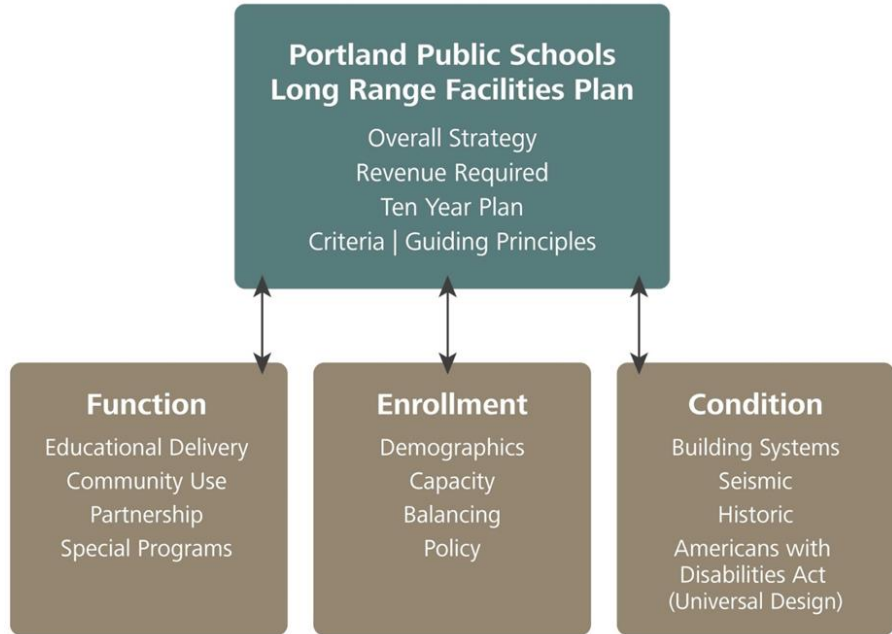 Portland Public Schools
Long Range Facilities Plan
Overall Strategy
Revenue Required
Ten Year Plan
Criteria | Guiding Principles
Function
Educational Delivery
Community Use
Partnership
Special Programs
Enrollment
Demographics
Capacity
Balancing
Policy
Condition
Building Systems
Seismic
Historic
Americans with
Disabilities Act
(Universal Design)